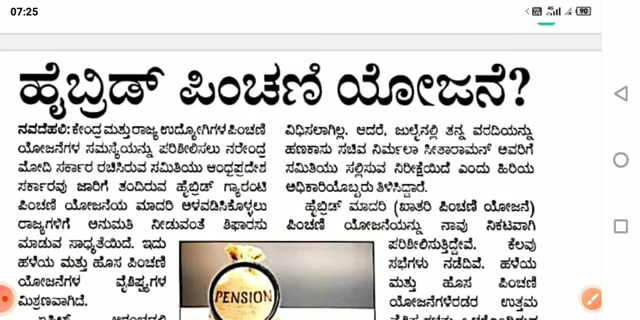 07:25
90
ಹೈಬ್ರಿಡ್ ಪಿಂಚಣಿ ಯೋಜನೆ?
ನವದೆಹಲಿ: ಕೇಂದ್ರ ಮತ್ತು ರಾಜ್ಯ ಉದ್ಯೋಗಿಗಳ ಪಿಂಚಣಿ
ಯೋಜನೆಗಳ ಸಮಸ್ಯೆಯನ್ನು ಪರಿಶೀಲಿಸಲು ನರೇಂದ್ರ
ಮೋದಿ ಸರ್ಕಾರ ರಚಿಸಿರುವ ಸಮಿತಿಯು ಆಂಧ್ರಪ್ರದೇಶ
ಸರ್ಕಾರವು ಜಾರಿಗೆ ತಂದಿರುವ ಹೈಬ್ರಿಡ್ ಗ್ಯಾರಂಟಿ
ಪಿಂಚಣಿ ಯೋಜನೆಯ ಮಾದರಿ ಅಳವಡಿಸಿಕೊಳ್ಳಲು
ರಾಜ್ಯಗಳಿಗೆ ಅನುಮತಿ ನೀಡುವಂತೆ ಶಿಫಾರಸು
ಮಾಡುವ ಸಾಧ್ಯತೆಯಿದೆ. ಇದು
ಹಳೆಯ ಮತ್ತು ಹೊಸ ಪಿಂಚಣಿ
ಯೋಜನೆಗಳ ವೈಶಿಷ್ಟ್ಯಗಳ
ಮಿಶ್ರಣವಾಗಿದೆ.
ವಿಧಿಸಲಾಗಿಲ್ಲ. ಆದರೆ, ಜುಲೈನಲ್ಲಿ ತನ್ನ ವರದಿಯನ್ನು
ಹಣಕಾಸು ಸಚಿವ ನಿರ್ಮಲಾ ಸೀತಾರಾಮನ್ ಅವರಿಗೆ
ಸಮಿತಿಯು ಸಲ್ಲಿಸುವ ನಿರೀಕ್ಷೆಯಿದೆ ಎಂದು ಹಿರಿಯ
ಅಧಿಕಾರಿಯೊಬ್ಬರು ತಿಳಿಸಿದ್ದಾರೆ.
ಹೈಬ್ರಿಡ್ ಮಾದರಿ (ಖಾತರಿ ಪಿಂಚಣಿ ಯೋಜನೆ)
ಪಿಂಚಣಿ ಯೋಜನೆಯನ್ನು ನಾವು ನಿಕಟವಾಗಿ
ಪರಿಶೀಲಿಸುತ್ತಿದ್ದೇವೆ. ಕೆಲವು
ಸಭೆಗಳು ನಡೆದಿವೆ. ಹಳೆಯ
ಮತ್ತು ಹೊಸ ಪಿಂಚಣಿ
ಯೋಜನೆಗಳೆರಡರ ಉತ್ತಮ
PENSION